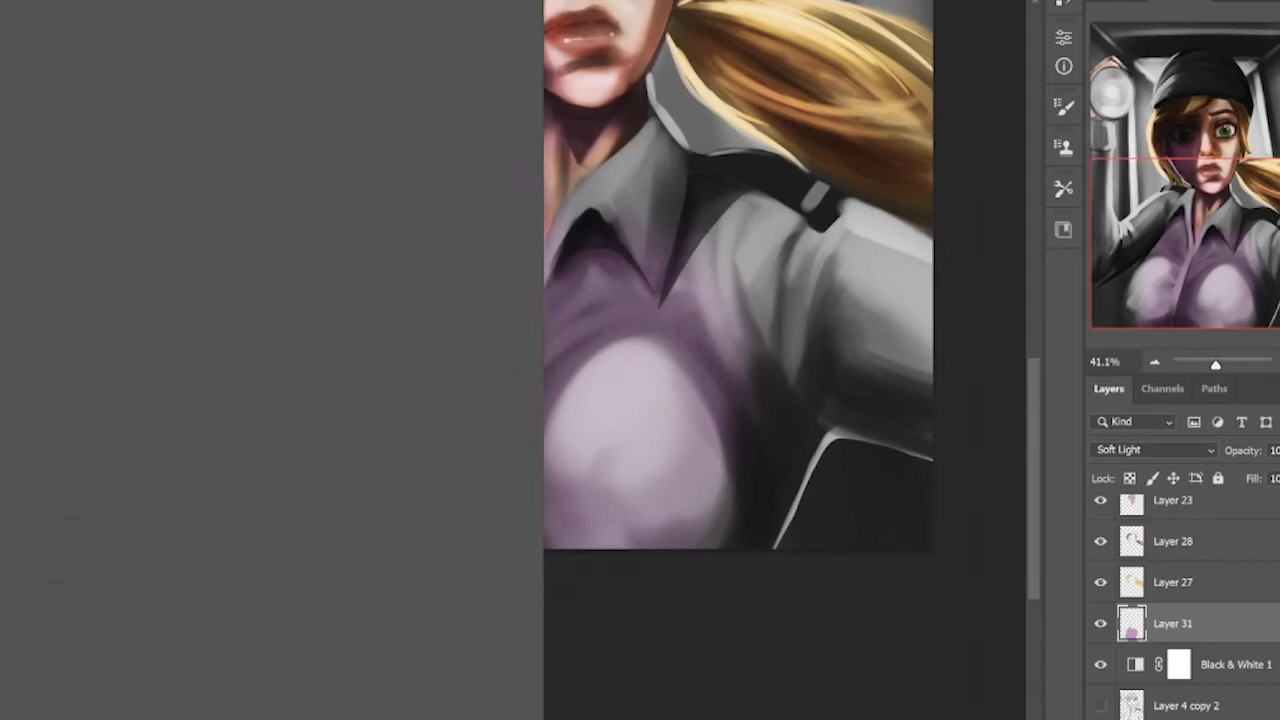 41.1%
Layers Channels Paths
Kind
Soft Light Opacity: 10
Lock: Fill: 10
Layer 23
Layer 28
Layer 27
Layer 31
Black & White 1
Layer 4 copy 2